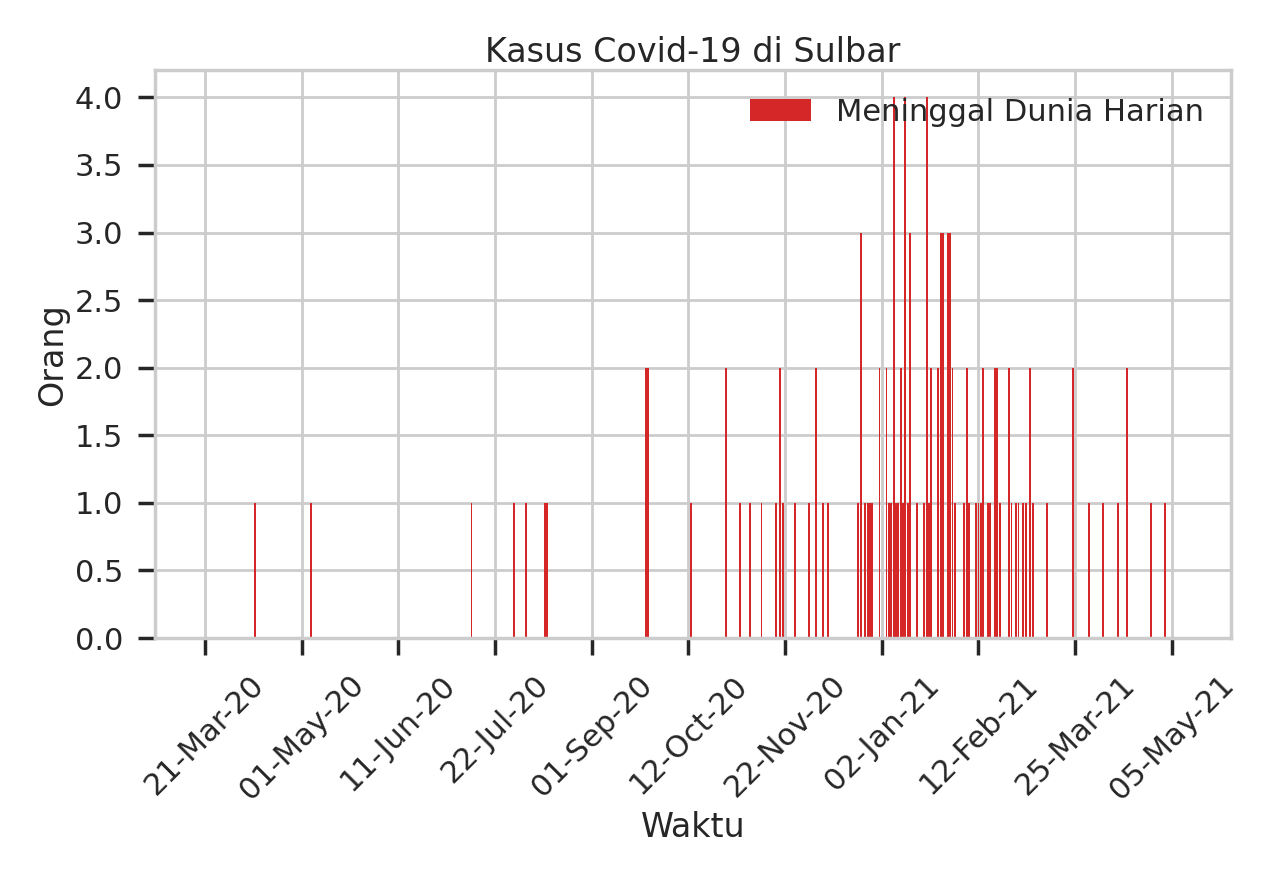 Kasus Covid-19 di Sulbar
Meninggal Dunia Harian
Orang
4.0
3.5
3.0
2.5
2.0
1.5
1.0
0.5
0.0
21-Mar-20
01-May-20
11-Jun-20
22-Jul-20
01-Sep-20
12-Oct-20
22-Nov-20
02-Jan-21
12-Feb-21
25-Mar-21
05-May-21
Waktu